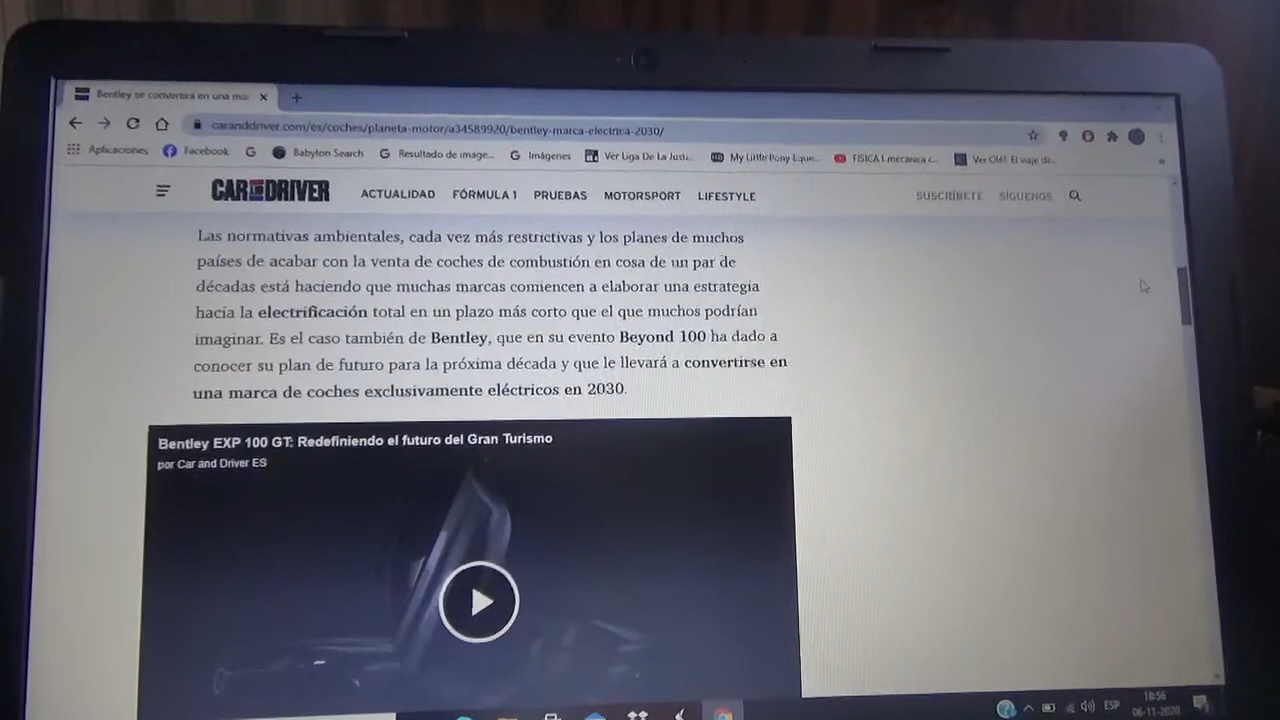 Bentley se convertirá en una ma
caranddriver.com/es/coches/planeta-motor/a34589920/bentley-marca-electrica-2030/
Aplicaciones Facebook Babylon Search Resultado de image... Imágenes Ver Liga De La Justi... My Little Pony Eque... FISICA I mecanica c... Ver Olé! El viaje de...
CAR AND DRIVER ACTUALIDAD FÓRMULA 1 PRUEBAS MOTORSPORT LIFESTYLE SUSCRÍBETE SÍGUENOS
Las normativas ambientales, cada vez más restrictivas y los planes de muchos
países de acabar con la venta de coches de combustión en cosa de un par de
décadas está haciendo que muchas marcas comiencen a elaborar una estrategia
hacia la electrificación total en un plazo más corto que el que muchos podrían
imaginar. Es el caso también de Bentley, que en su evento Beyond 100 ha dado a
conocer su plan de futuro para la próxima década y que le llevará a convertirse en
una marca de coches exclusivamente eléctricos en 2030.
Bentley EXP 100 GT: Redefiniendo el futuro del Gran Turismo
por Car and Driver ES
ESP
18:56
06-11-2020